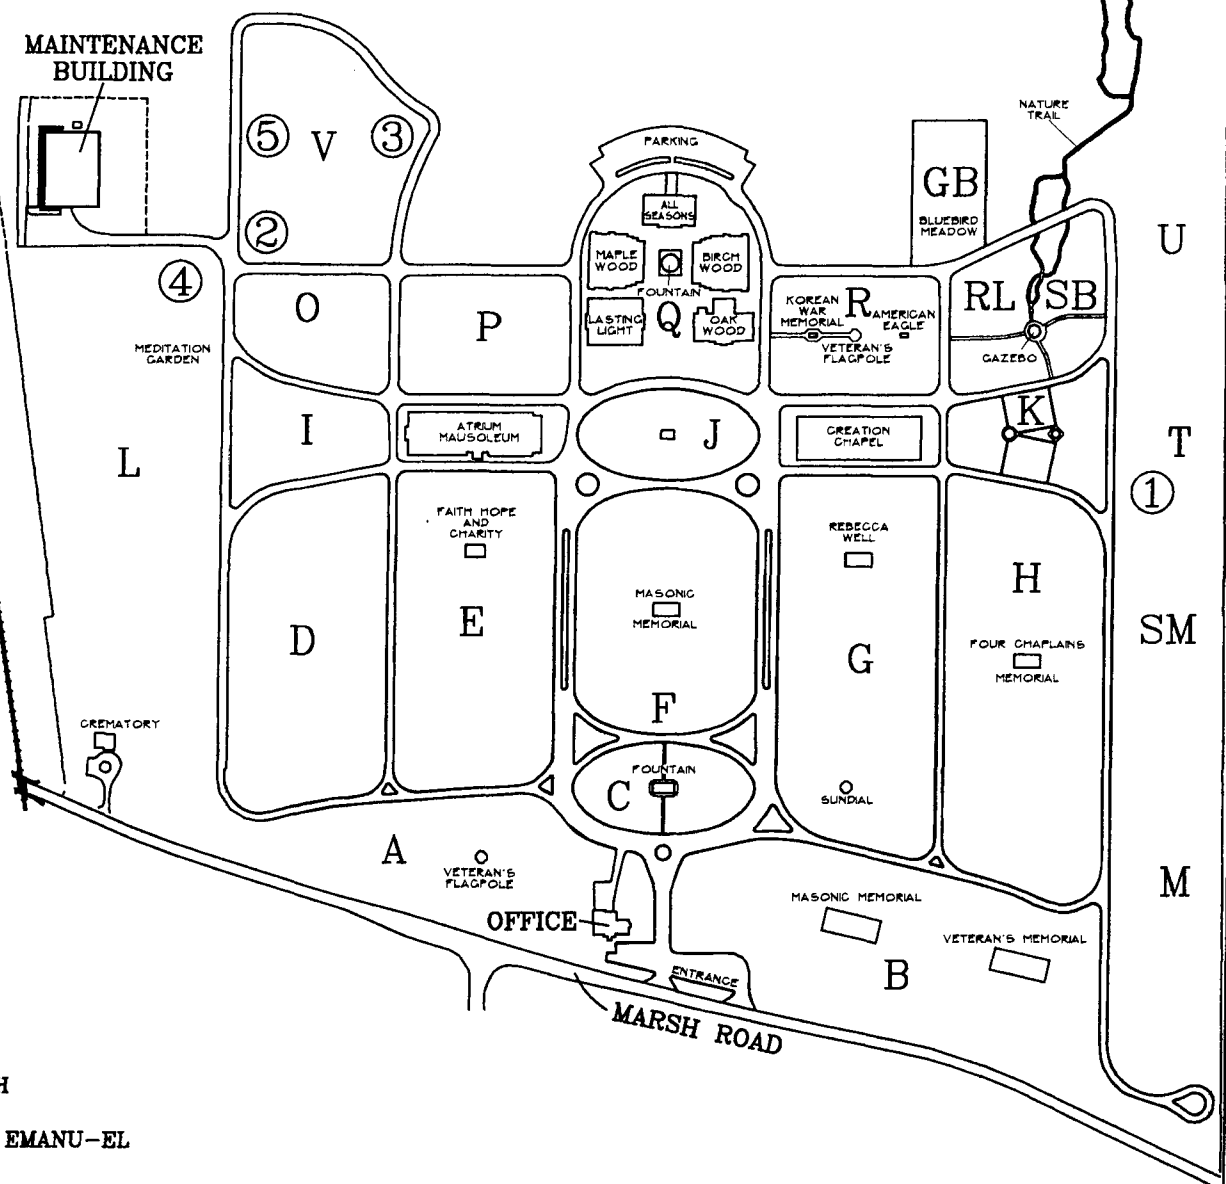 MAINTENANCE
BUILDING
5
V
3
2
4
PARKING
NATURE
TRAIL
GB
BLUEBIRD
MEADOW
U
ALL
SEASONS
MAPLE
WOOD
BIRCH
WOOD
FOUNTAIN
LASTING
LIGHT
Q
OAK
WOOD
O
P
KOREAN
WAR
MEMORIAL
R
AMERICAN
EAGLE
VETERAN'S
FLAGPOLE
RL
SB
GAZEBO
MEDITATION
GARDEN
L
I
ATRIUM
MAUSOLEUM
J
CREATION
CHAPEL
K
T
1
FAITH HOPE
AND
CHARITY
REBECCA
WELL
MASONIC
MEMORIAL
H
D
E
G
SM
FOUR CHAPLAINS
MEMORIAL
F
CREMATORY
FOUNTAIN
C
SUNDIAL
A
VETERAN'S
FLAGPOLE
M
MASONIC MEMORIAL
OFFICE
VETERAN'S MEMORIAL
B
ENTRANCE
MARSH ROAD
H
EMANU-EL